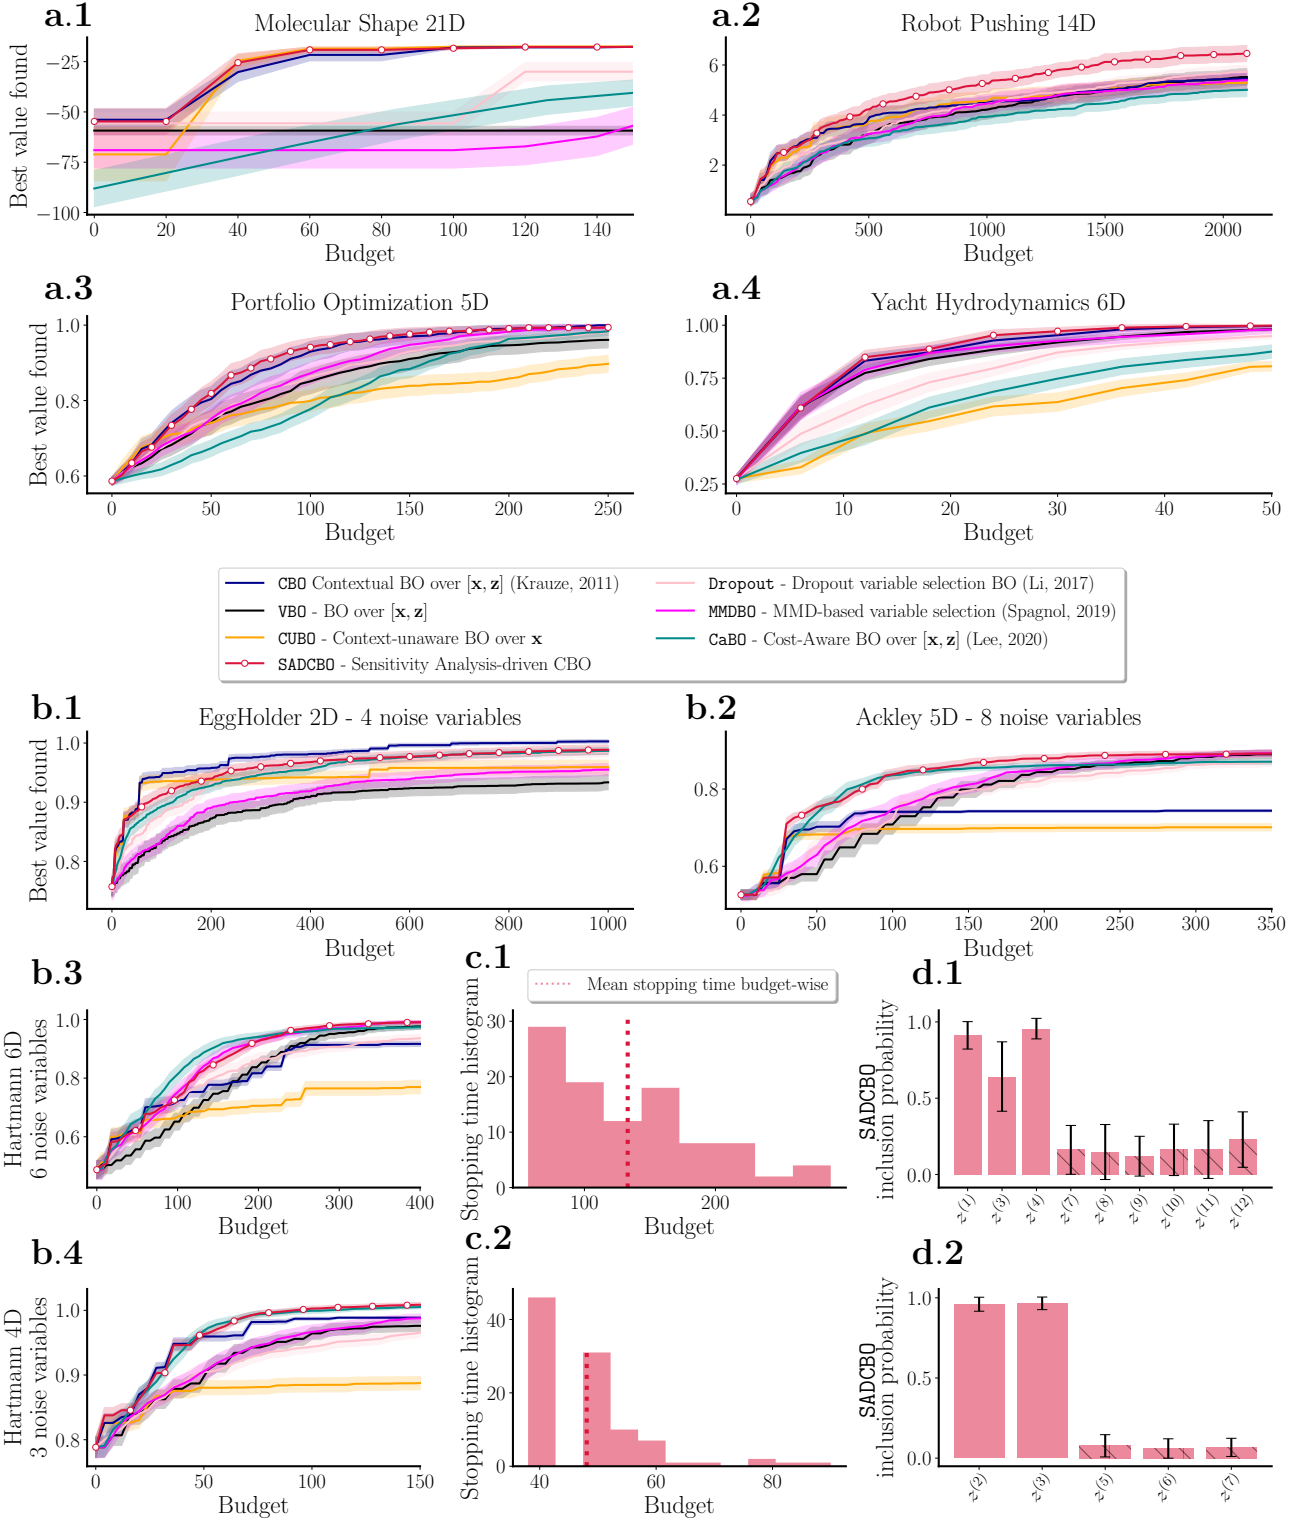 a.1
Molecular Shape 21D
Best value found
−25
−50
−75
−100
0 20 40 60 80 100 120 140
Budget
a.2
Robot Pushing 14D
6
4
2
0 500 1000 1500 2000
Budget
a.3
Portfolio Optimization 5D
Best value found
1.0
0.8
0.6
0 50 100 150 200 250
Budget
a.4
Yacht Hydrodynamics 6D
1.00
0.75
0.50
0.25
0 10 20 30 40 50
Budget
CBO Contextual BO over [x, z] (Krauze, 2011)
VBO - BO over [x, z]
CUBO - Context-unaware BO over x
SADCBO - Sensitivity Analysis-driven CBO
Dropout - Dropout variable selection BO (Li, 2017)
MMDBO - MMD-based variable selection (Spagnol, 2019)
CaBO - Cost-Aware BO over [x, z] (Lee, 2020)
b.1
EggHolder 2D - 4 noise variables
Best value found
1.0
0.9
0.8
0 200 400 600 800 1000
Budget
b.2
Ackley 5D - 8 noise variables
0.8
0.6
0 50 100 150 200 250 300 350
Budget
b.3
Hartmann 6D
6 noise variables
1.0
0.8
0.6
0 100 200 300 400
Budget
c.1
Mean stopping time budget-wise
Stopping time histogram
30
20
10
0
100 200
Budget
d.1
SADCBO
inclusion probability
1.0
0.5
0.0
z(1) z(3) z(4) z(7) z(8) z(9) z(10) z(11) z(12)
b.4
Hartmann 4D
3 noise variables
1.0
0.9
0.8
0 50 100 150
Budget
c.2
Stopping time histogram
40
20
0
40 60 80
Budget
d.2
SADCBO
inclusion probability
1.0
0.5
0.0
z(2) z(3) z(5) z(6) z(7)